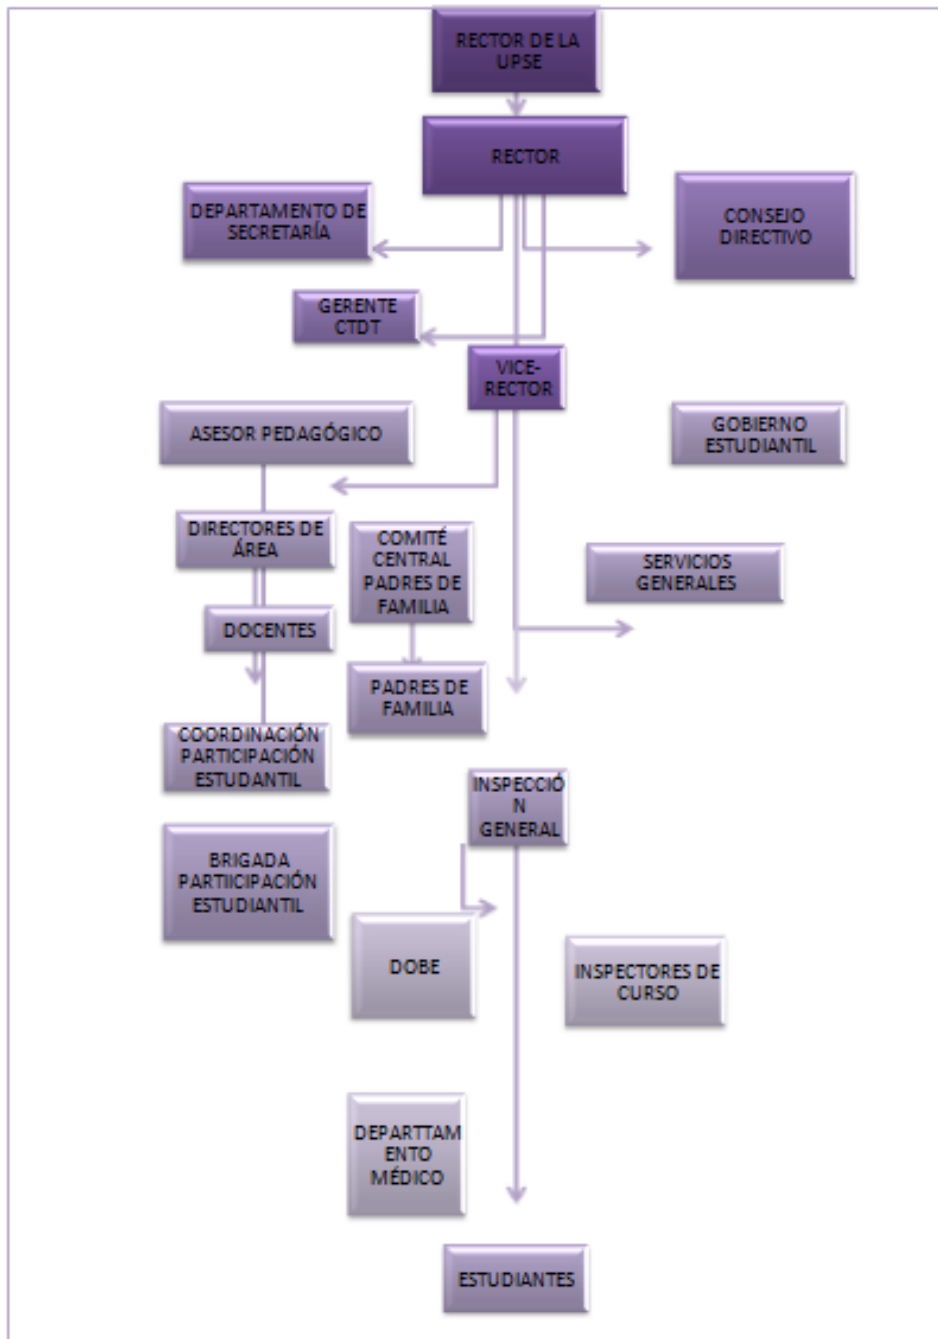 RECTOR DE LA
UPSE
RECTOR
DEPARTAMENTO DE
SECRETARÍA
CONSEJO
DIRECTIVO
GERENTE
CTDT
VICE-
RECTOR
ASESOR PEDAGÓGICO
GOBIERNO
ESTUDIANTIL
DIRECTORES DE
ÁREA
COMITÉ
CENTRAL
PADRES DE
FAMILIA
SERVICIOS
GENERALES
DOCENTES
PADRES DE
FAMILIA
COORDINACIÓN
PARTICIPACIÓN
ESTUDANTIL
INSPECCIÓ
N
GENERAL
BRIGADA
PARTIICIPACIÓN
ESTUDIANTIL
DOBE
INSPECTORES DE
CURSO
DEPARTTAM
ENTO
MÉDICO
ESTUDIANTES